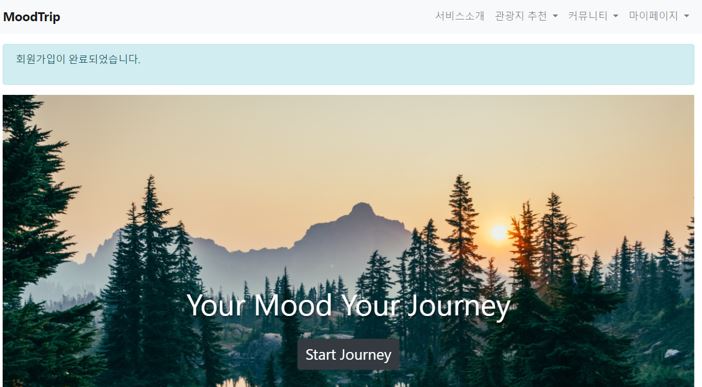 MoodTrip
서비스소개 관광지 추천 커뮤니티 마이페이지
회원가입이 완료되었습니다.
Your Mood Your Journey
Start Journey